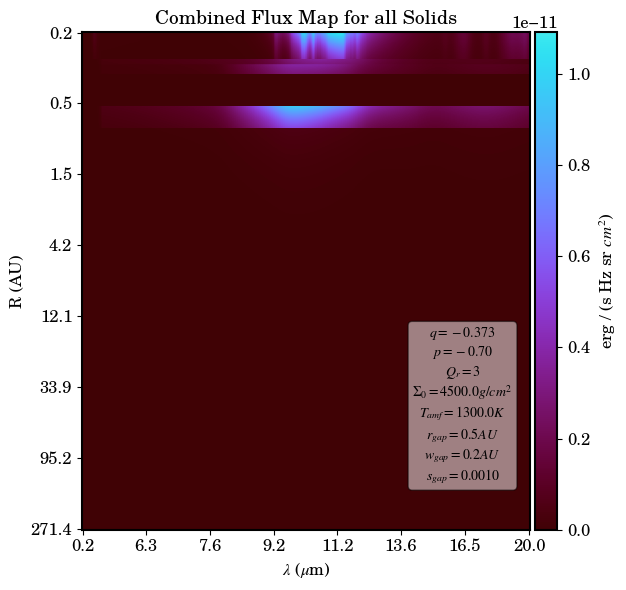 Combined Flux Map for all Solids
1e−11
0.2
0.5
1.5
4.2
12.1
33.9
95.2
271.4
R (AU)
0.2 6.3 7.6 9.2 11.2 13.6 16.5 20.0
λ (μm)
q = −0.373
p = −0.70
Q_r = 3
Σ_0 = 4500.0g/cm^2
T_amf = 1300.0K
r_gap = 0.5AU
w_gap = 0.2AU
s_gap = 0.0010
1.0
0.8
0.6
0.4
0.2
0.0
erg / (s Hz sr cm^2)